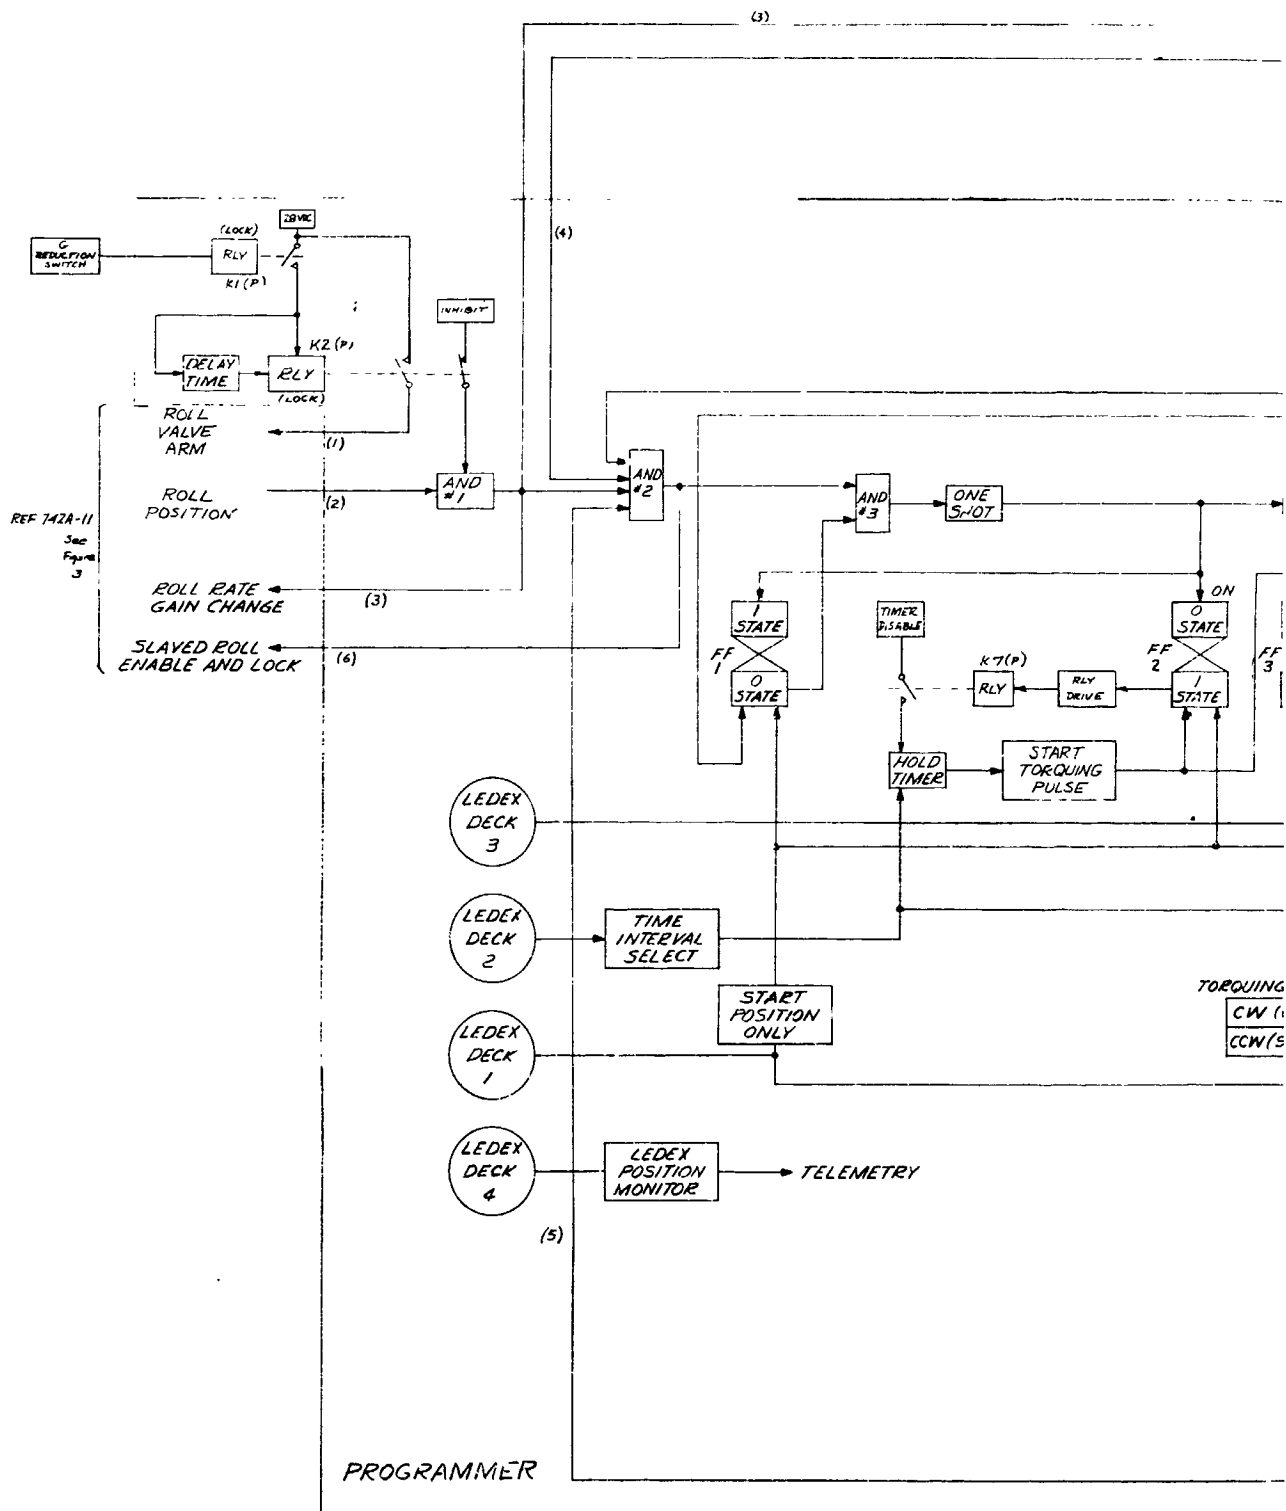 (3)
(4)
28VDC
(LOCK)
G
REDUCTION
SWITCH
RLY
K1(P)
INHIBIT
K2(P)
DELAY
TIME
RLY
(LOCK)
ROLL
VALVE
ARM
(1)
ROLL
POSITION
(2)
AND
#1
AND
#2
AND
#3
ONE
SHOT
REF 742A-11
See
Figure
3
ROLL RATE
GAIN CHANGE
(3)
SLAVED ROLL
ENABLE AND LOCK
(6)
1
STATE
FF
1
0
STATE
TIMER
DISABLE
K7(P)
RLY
RLY
DRIVE
ON
0
STATE
FF
2
1
STATE
FF
3
HOLD
TIMER
START
TORQUING
PULSE
LEDEX
DECK
3
LEDEX
DECK
2
TIME
INTERVAL
SELECT
START
POSITION
ONLY
LEDEX
DECK
1
TORQUING
CW (
CCW(S
LEDEX
DECK
4
LEDEX
POSITION
MONITOR
TELEMETRY
(5)
PROGRAMMER